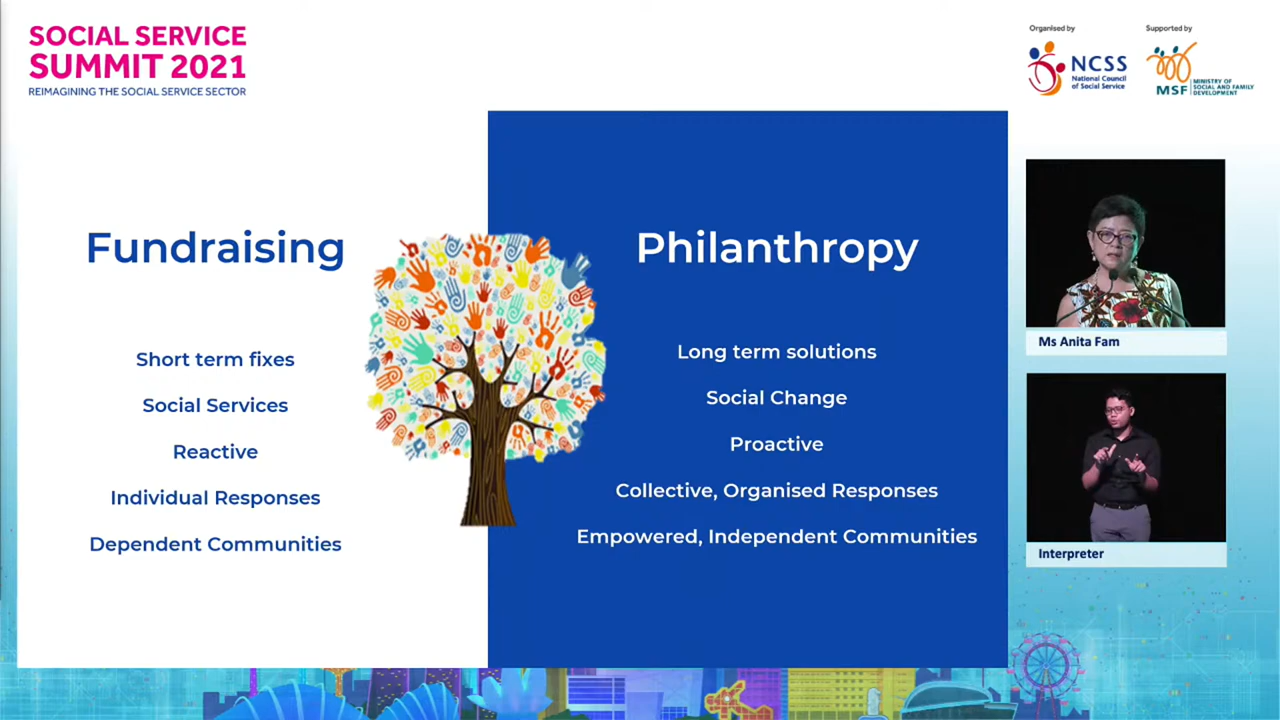 SOCIAL SERVICE
SUMMIT 2021
REIMAGINING THE SOCIAL SERVICE SECTOR
Organised by
NCSS
National Council
of Social Service
Supported by
MSF
MINISTRY OF
SOCIAL AND FAMILY
DEVELOPMENT
Fundraising
Short term fixes
Social Services
Reactive
Individual Responses
Dependent Communities
Philanthropy
Long term solutions
Social Change
Proactive
Collective, Organised Responses
Empowered, Independent Communities
Ms Anita Fam
Interpreter